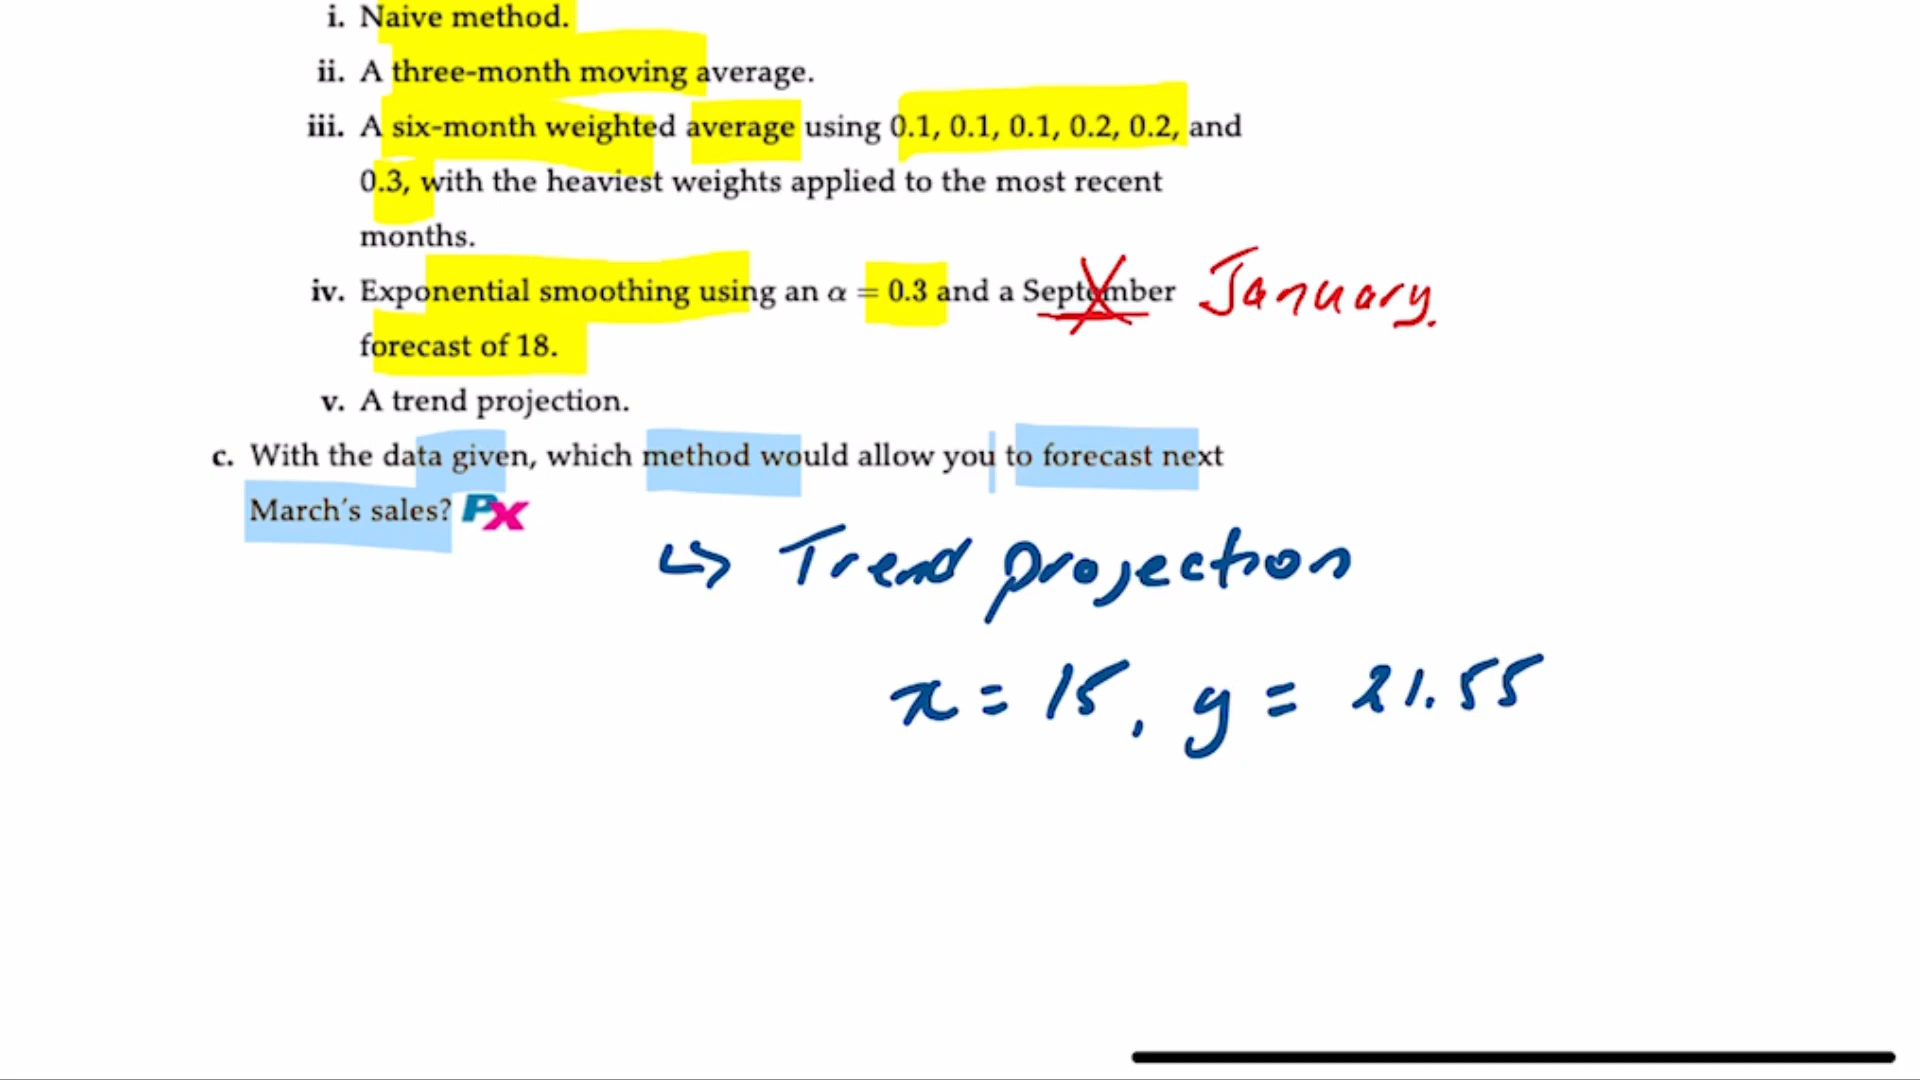 i. Naive method.
ii. A three-month moving average.
iii. A six-month weighted average using 0.1, 0.1, 0.1, 0.2, 0.2, and
0.3, with the heaviest weights applied to the most recent
months.
iv. Exponential smoothing using an α = 0.3 and a September January.
forecast of 18.
v. A trend projection.
c. With the data given, which method would allow you to forecast next
March's sales? PX
↳ Trend projection
x = 15, y = 21.55